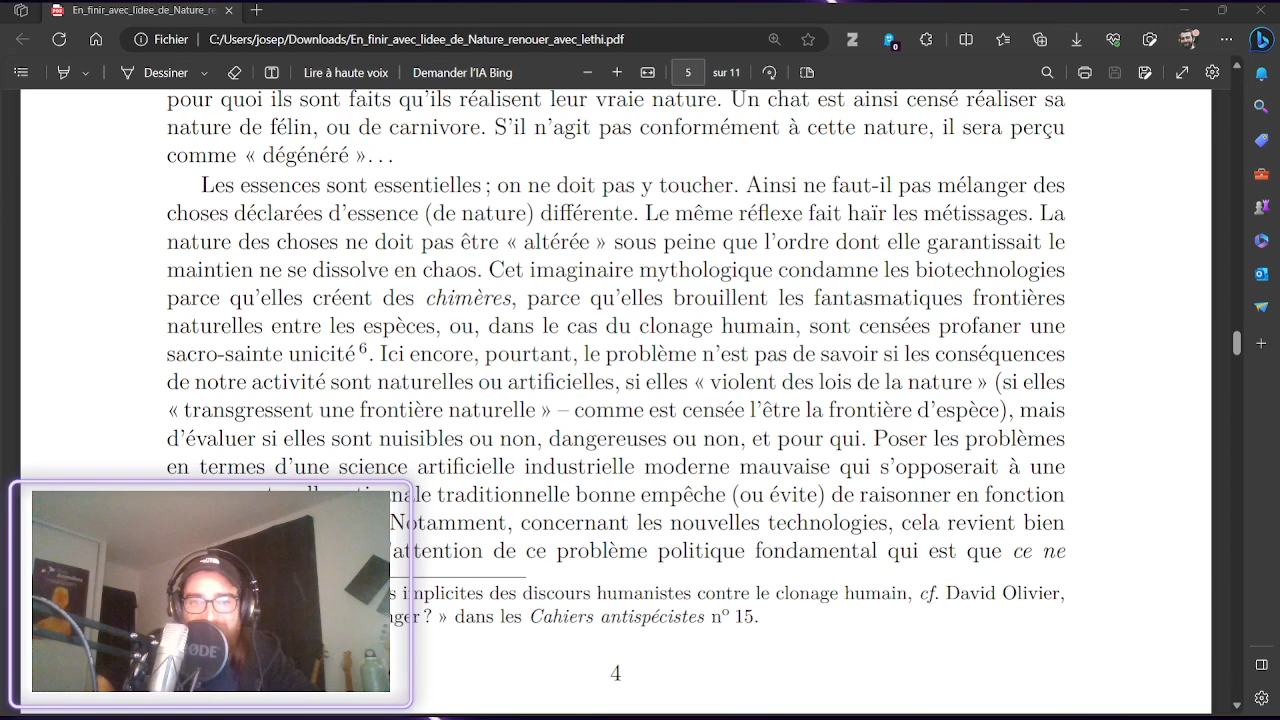 En_finir_avec_lidee_de_Nature_re
Fichier C:/Users/josep/Downloads/En_finir_avec_lidee_de_Nature_renouer_avec_lethi.pdf
0
Dessiner Lire à haute voix Demander l'IA Bing 5 sur 11
pour quoi ils sont faits qu'ils réalisent leur vraie nature. Un chat est ainsi censé réaliser sa
nature de félin, ou de carnivore. S'il n'agit pas conformément à cette nature, il sera perçu
comme « dégénéré »...
Les essences sont essentielles ; on ne doit pas y toucher. Ainsi ne faut-il pas mélanger des
choses déclarées d'essence (de nature) différente. Le même réflexe fait haïr les métissages. La
nature des choses ne doit pas être « altérée » sous peine que l'ordre dont elle garantissait le
maintien ne se dissolve en chaos. Cet imaginaire mythologique condamne les biotechnologies
parce qu'elles créent des chimères, parce qu'elles brouillent les fantasmatiques frontières
naturelles entre les espèces, ou, dans le cas du clonage humain, sont censées profaner une
sacro-sainte unicité 6. Ici encore, pourtant, le problème n'est pas de savoir si les conséquences
de notre activité sont naturelles ou artificielles, si elles « violent des lois de la nature » (si elles
« transgressent une frontière naturelle » – comme est censée l'être la frontière d'espèce), mais
d'évaluer si elles sont nuisibles ou non, dangereuses ou non, et pour qui. Poser les problèmes
en termes d'une science artificielle industrielle moderne mauvaise qui s'opposerait à une
traditionnelle bonne empêche (ou évite) de raisonner en fonction
Notamment, concernant les nouvelles technologies, cela revient bien
l'attention de ce problème politique fondamental qui est que ce ne
implicites des discours humanistes contre le clonage humain, cf. David Olivier,
? » dans les Cahiers antispécistes no 15.
4
RØDE